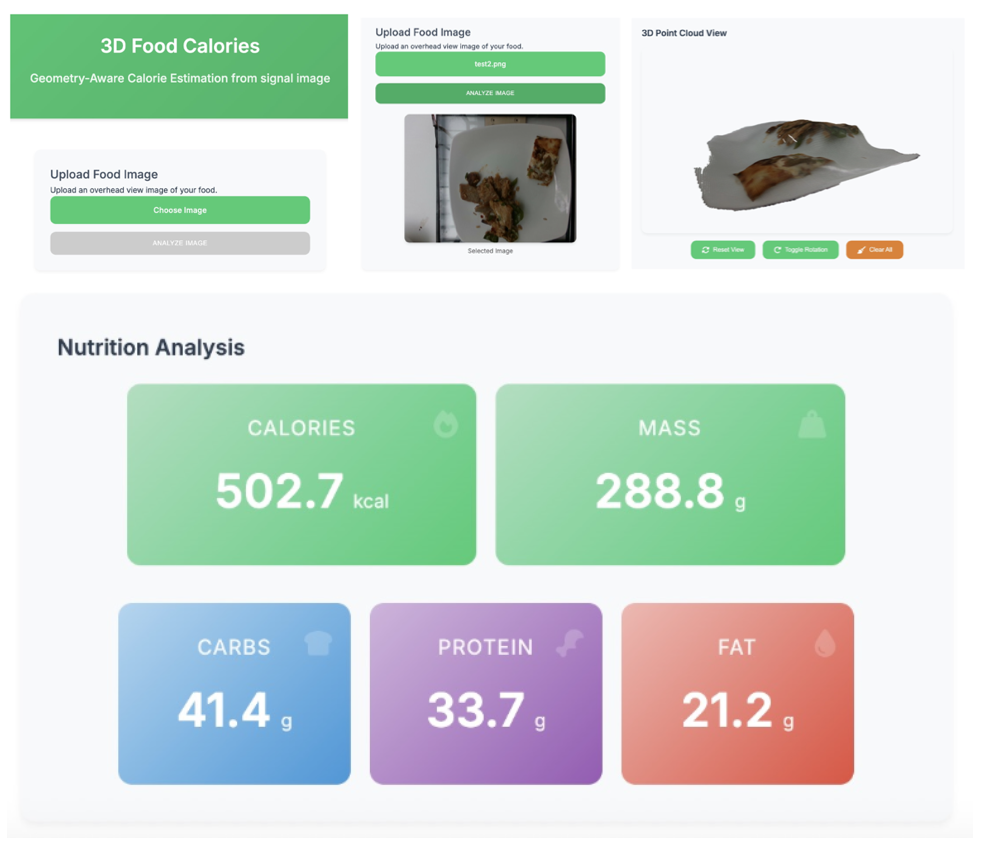 3D Food Calories
Geometry-Aware Calorie Estimation from signal image
Upload Food Image
Upload an overhead view image of your food.
Choose Image
ANALYZE IMAGE
Upload Food Image
Upload an overhead view image of your food.
test2.png
ANALYZE IMAGE
Selected Image
3D Point Cloud View
Reset View
Toggle Rotation
Clear All
Nutrition Analysis
CALORIES
502.7 kcal
MASS
288.8 g
CARBS
41.4 g
PROTEIN
33.7 g
FAT
21.2 g